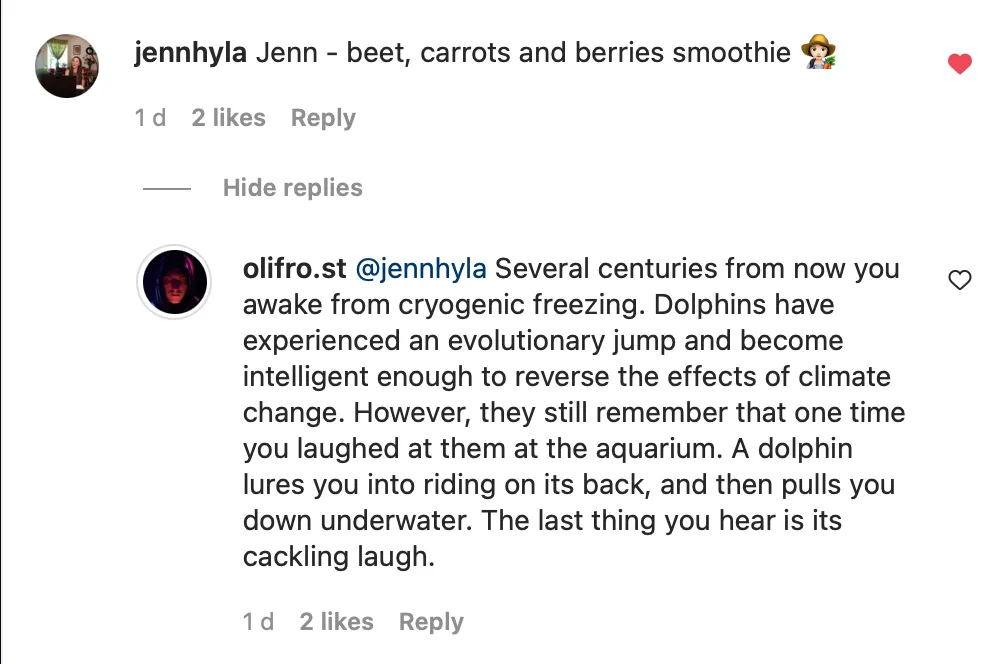 jennhyla Jenn - beet, carrots and berries smoothie 👩🏻‍🌾
1 d 2 likes Reply
Hide replies
olifro.st @jennhyla Several centuries from now you
awake from cryogenic freezing. Dolphins have
experienced an evolutionary jump and become
intelligent enough to reverse the effects of climate
change. However, they still remember that one time
you laughed at them at the aquarium. A dolphin
lures you into riding on its back, and then pulls you
down underwater. The last thing you hear is its
cackling laugh.
1 d 2 likes Reply